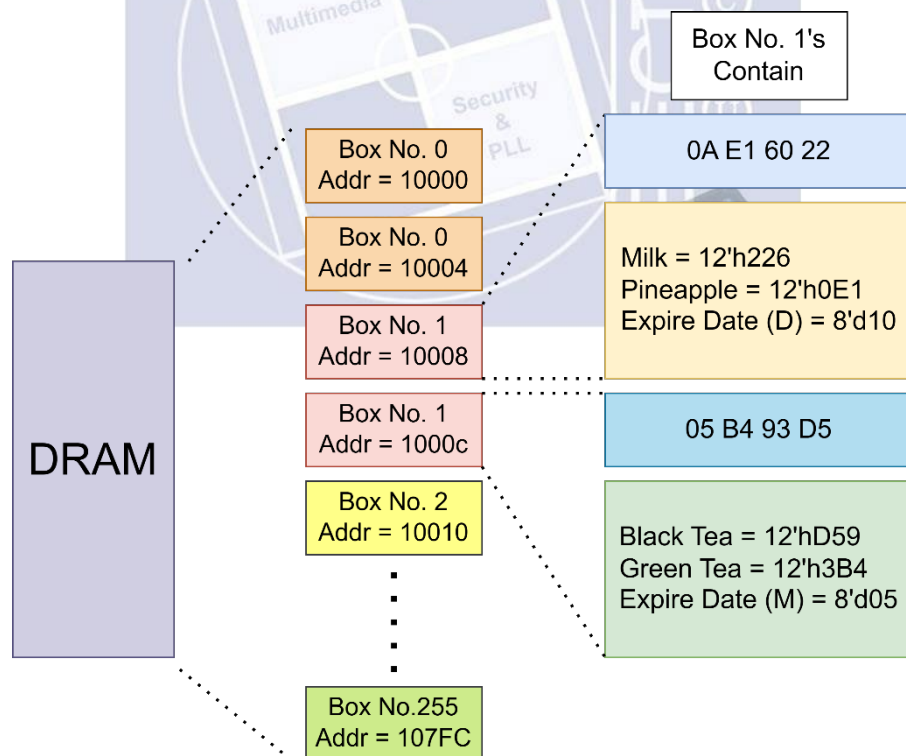 Multimedia
Security
&
PLL
Box No. 1's
Contain
Box No. 0
Addr = 10000
0A E1 60 22
Box No. 0
Addr = 10004
Milk = 12'h226
Pineapple = 12'h0E1
Expire Date (D) = 8'd10
Box No. 1
Addr = 10008
DRAM
Box No. 1
Addr = 1000c
05 B4 93 D5
Box No. 2
Addr = 10010
Black Tea = 12'hD59
Green Tea = 12'h3B4
Expire Date (M) = 8'd05
Box No.255
Addr = 107FC